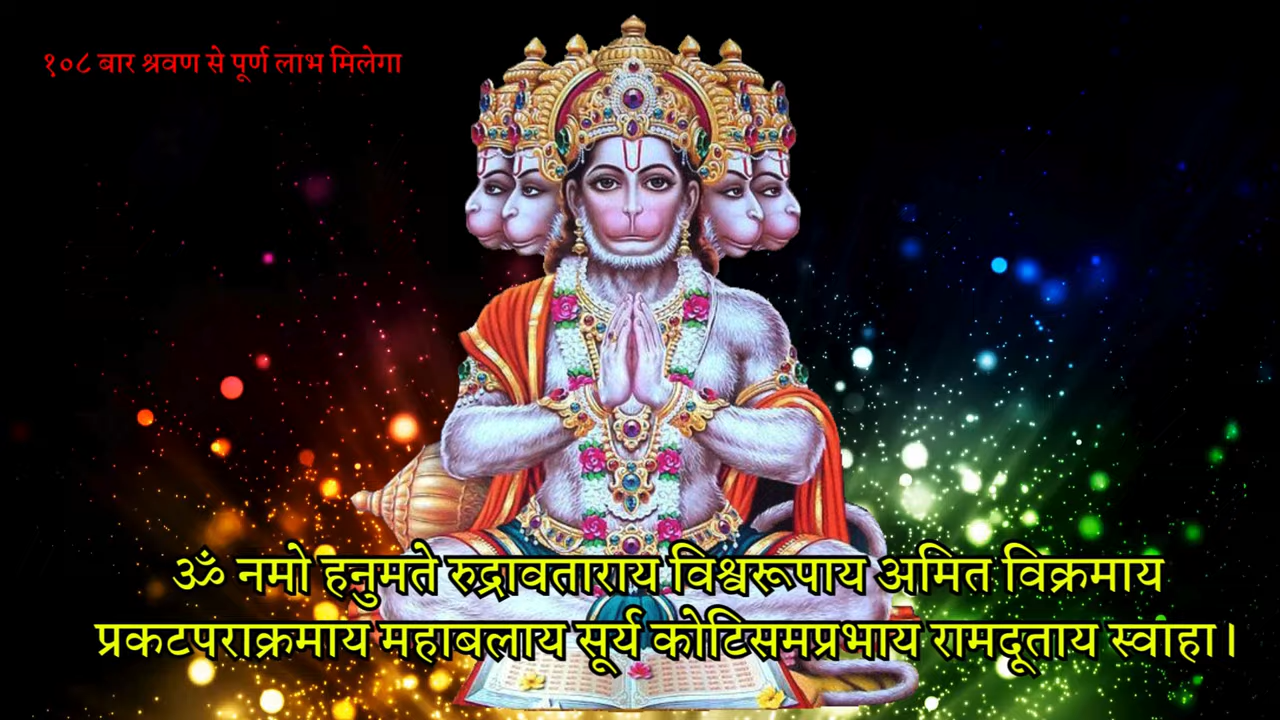 १०८ बार श्रवण से पूर्ण लाभ मिलेगा
ॐ नमो हनुमते रुद्रावताराय विश्वरूपाय अमित विक्रमाय
प्रकटपराक्रमाय महाबलाय सूर्य कोटिसमप्रभाय रामदूताय स्वाहा।